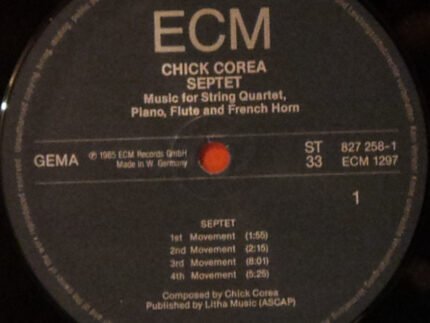 ECM
CHICK COREA
SEPTET
Music for String Quartet,
Piano, Flute and French Horn
GEMA
℗ 1985 ECM Records GmbH
Made in W. Germany
ST
33
827 258-1
ECM 1297
1
SEPTET
1st Movement (1:55)
2nd Movement (2:15)
3rd Movement (8:01)
4th Movement (5:25)
Composed by Chick Corea
Published by Litha Music (ASCAP)